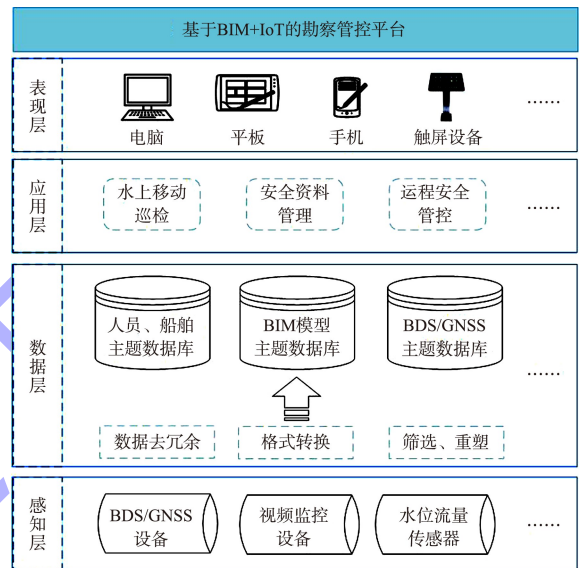 基于BIM+IoT的勘察管控平台
表现层
电脑
平板
手机
触屏设备
……
应用层
水上移动
巡检
安全资料
管理
运程安全
管控
……
数据层
人员、船舶
主题数据库
BIM模型
主题数据库
BDS/GNSS
主题数据库
……
数据去冗余
格式转换
筛选、重塑
感知层
BDS/GNSS
设备
视频监控
设备
水位流量
传感器
……